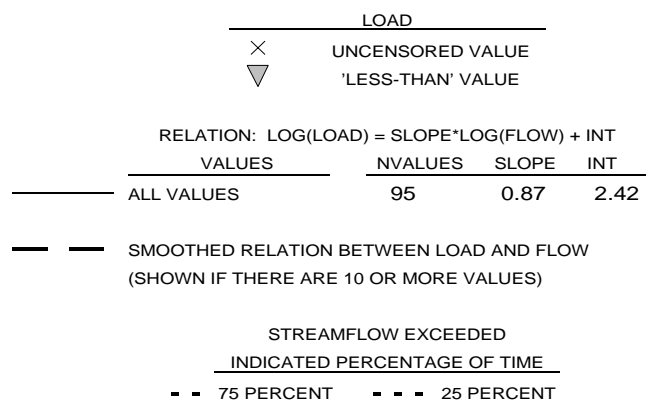 LOAD
UNCENSORED VALUE
'LESS-THAN' VALUE
RELATION: LOG(LOAD) = SLOPE*LOG(FLOW) + INT
VALUES NVALUES SLOPE INT
ALL VALUES 95 0.87 2.42
SMOOTHED RELATION BETWEEN LOAD AND FLOW
(SHOWN IF THERE ARE 10 OR MORE VALUES)
STREAMFLOW EXCEEDED
INDICATED PERCENTAGE OF TIME
75 PERCENT 25 PERCENT